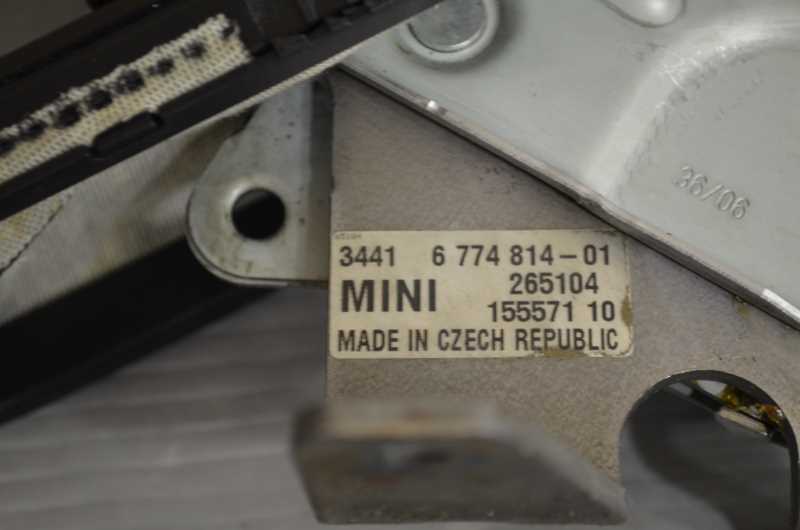 36/06
3441 6 774 814-01
MINI 265104
155571 10
MADE IN CZECH REPUBLIC